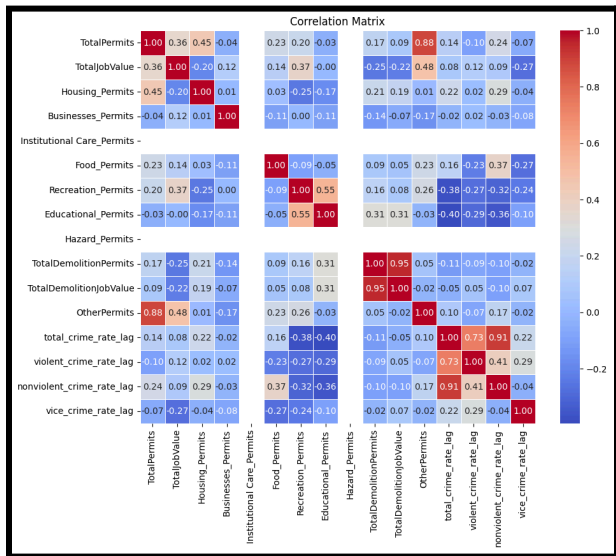 Correlation Matrix
TotalPermits 1.00 0.36 0.45 -0.04 0.23 0.20 -0.03 0.17 0.09 0.88 0.14 -0.10 0.24 -0.07
TotalJobValue 0.36 1.00 -0.20 0.12 0.14 0.37 -0.00 -0.25 -0.22 0.48 0.08 0.12 0.09 -0.27
Housing_Permits 0.45 -0.20 1.00 0.01 0.03 -0.25 -0.17 0.21 0.19 0.01 0.22 0.02 0.29 -0.04
Businesses_Permits -0.04 0.12 0.01 1.00 -0.11 0.00 -0.11 -0.14 -0.07 -0.17 -0.02 0.02 -0.03 -0.08
Institutional Care_Permits
Food_Permits 0.23 0.14 0.03 -0.11 1.00 -0.09 -0.05 0.09 0.05 0.23 0.16 -0.23 0.37 -0.27
Recreation_Permits 0.20 0.37 -0.25 0.00 -0.09 1.00 0.55 0.16 0.08 0.26 -0.38 -0.27 -0.32 -0.24
Educational_Permits -0.03 -0.00 -0.17 -0.11 -0.05 0.55 1.00 0.31 0.31 -0.03 -0.40 -0.29 -0.36 -0.10
Hazard_Permits
TotalDemolitionPermits 0.17 -0.25 0.21 -0.14 0.09 0.16 0.31 1.00 0.95 0.05 -0.11 -0.09 -0.10 -0.02
TotalDemolitionJobValue 0.09 -0.22 0.19 -0.07 0.05 0.08 0.31 0.95 1.00 -0.02 -0.05 0.05 -0.10 0.07
OtherPermits 0.88 0.48 0.01 -0.17 0.23 0.26 -0.03 0.05 -0.02 1.00 0.10 -0.07 0.17 -0.02
total_crime_rate_lag 0.14 0.08 0.22 -0.02 0.16 -0.38 -0.40 -0.11 -0.05 0.10 1.00 0.73 0.91 0.22
violent_crime_rate_lag -0.10 0.12 0.02 0.02 -0.23 -0.27 -0.29 -0.09 0.05 -0.07 0.73 1.00 0.41 0.29
nonviolent_crime_rate_lag 0.24 0.09 0.29 -0.03 0.37 -0.32 -0.36 -0.10 -0.10 0.17 0.91 0.41 1.00 -0.04
vice_crime_rate_lag -0.07 -0.27 -0.04 -0.08 -0.27 -0.24 -0.10 -0.02 0.07 -0.02 0.22 0.29 -0.04 1.00
TotalPermits
TotalJobValue
Housing_Permits
Businesses_Permits
Institutional Care_Permits
Food_Permits
Recreation_Permits
Educational_Permits
Hazard_Permits
TotalDemolitionPermits
TotalDemolitionJobValue
OtherPermits
total_crime_rate_lag
violent_crime_rate_lag
nonviolent_crime_rate_lag
vice_crime_rate_lag
1.0
0.8
0.6
0.4
0.2
0.0
-0.2